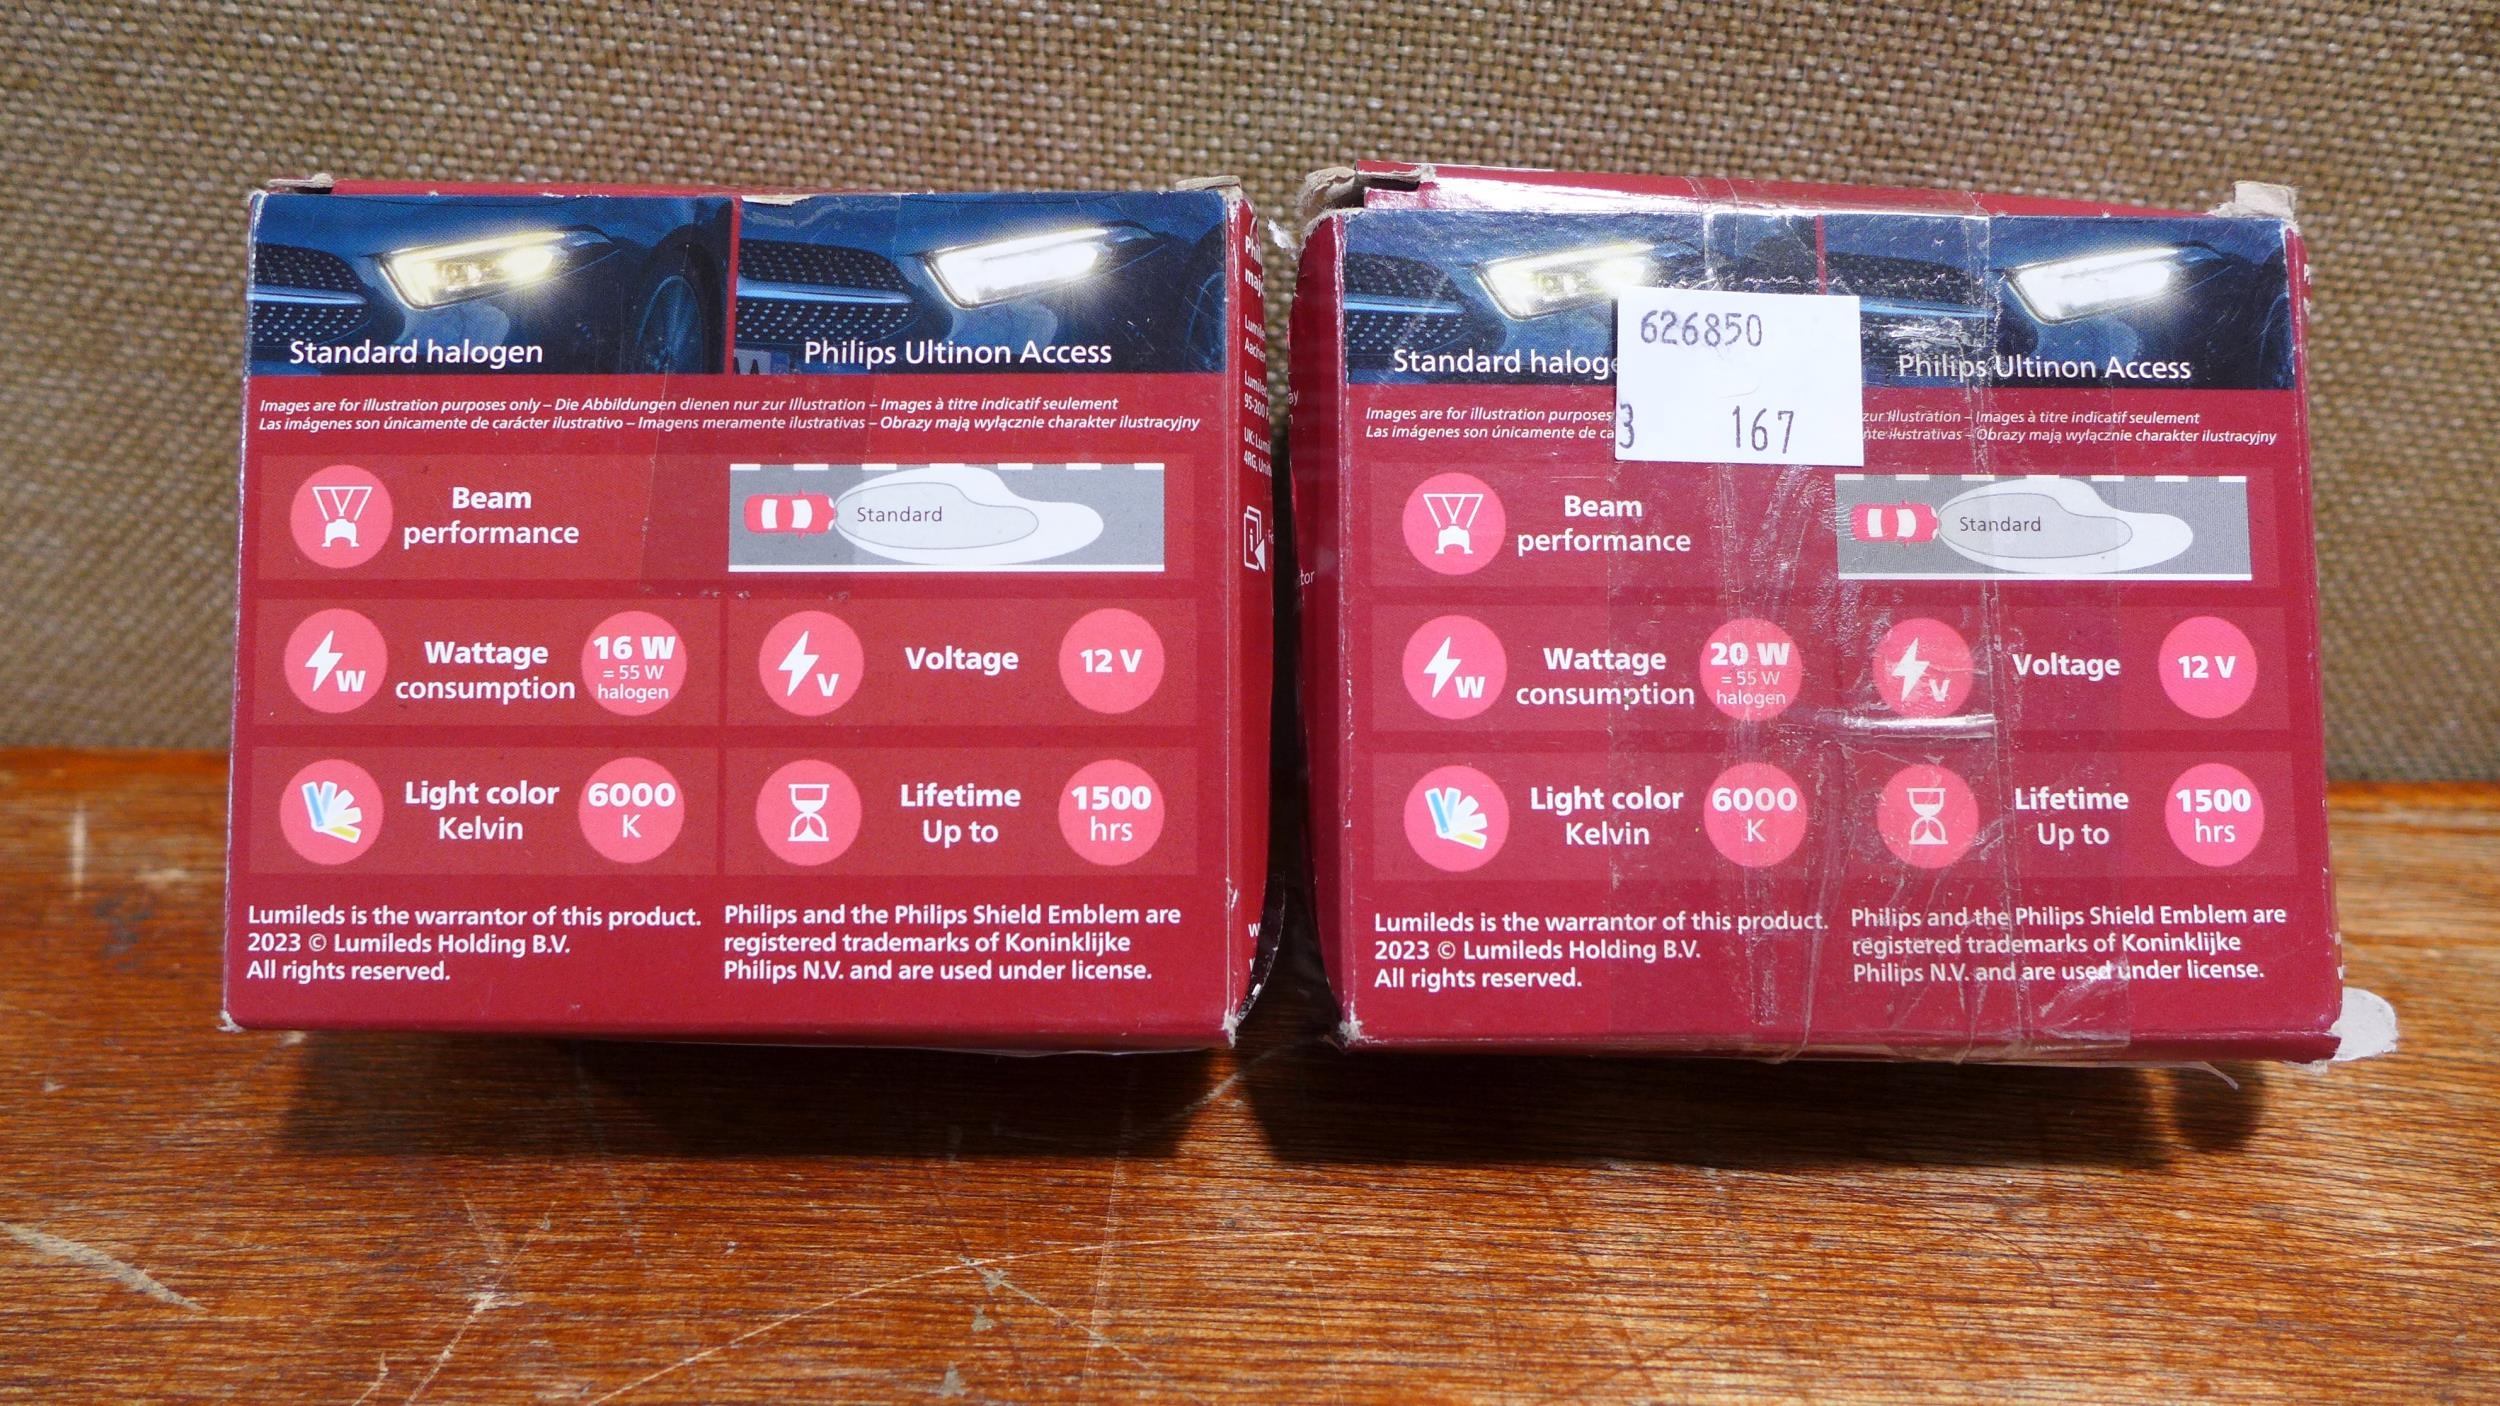 Standard halogen
Philips Ultinon Access
Images are for illustration purposes only – Die Abbildungen dienen nur zur Illustration – Images à titre indicatif seulement
Las imágenes son únicamente de carácter ilustrativo – Imagens meramente ilustrativas – Obrazy mają wyłącznie charakter ilustracyjny
Beam
performance
Standard
Wattage
consumption
16 W
= 55 W
halogen
W
V
Voltage
12 V
Light color
Kelvin
6000
K
Lifetime
Up to
1500
hrs
Lumileds is the warrantor of this product.
2023 © Lumileds Holding B.V.
All rights reserved.
Philips and the Philips Shield Emblem are
registered trademarks of Koninklijke
Philips N.V. and are used under license.
Standard haloge
626850
3 167
Philips Ultinon Access
Images are for illustration purposes
zur Illustration – Images à titre indicatif seulement
Las imágenes son únicamente de ca
ilustrativas – Obrazy mają wyłącznie charakter ilustracyjny
Beam
performance
Standard
Wattage
consumption
20 W
= 55 W
halogen
W
V
Voltage
12 V
Light color
Kelvin
6000
K
Lifetime
Up to
1500
hrs
Lumileds is the warrantor of this product.
2023 © Lumileds Holding B.V.
All rights reserved.
Philips and the Philips Shield Emblem are
registered trademarks of Koninklijke
Philips N.V. and are used under license.